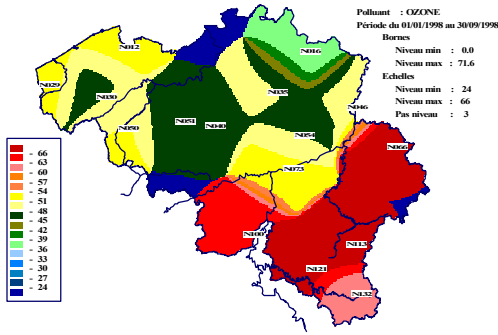 Polluant : OZONE
Période du 01/01/1998 au 30/09/1998
Bornes
Niveau min : 0.0
Niveau max : 71.6
Echelles
Niveau min : 24
Niveau max : 66
Pas niveau : 3
N012
N016
N029
N030
N035
N046
N050
N051
N040
N054
N066
N073
N100
N113
N121
N132
- 66
- 63
- 60
- 57
- 54
- 51
- 48
- 45
- 42
- 39
- 36
- 33
- 30
- 27
- 24